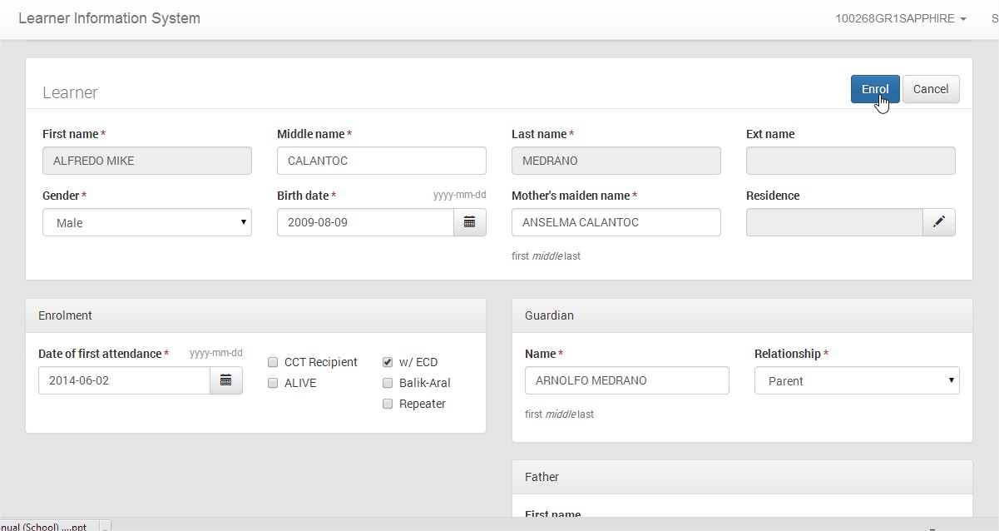 Learner Information System 100268GR1SAPPHIRE S
Learner Enrol Cancel
First name * Middle name * Last name * Ext name
ALFREDO MIKE CALANTOC MEDRANO
Gender * Birth date * yyyy-mm-dd Mother's maiden name * Residence
Male 2009-08-09 ANSELMA CALANTOC
first middle last
Enrolment Guardian
Date of first attendance * yyyy-mm-dd CCT Recipient w/ ECD Name * Relationship *
2014-06-02 ALIVE Balik-Aral ARNOLFO MEDRANO Parent
Repeater first middle last
Father
First name
nual (School) ....ppt